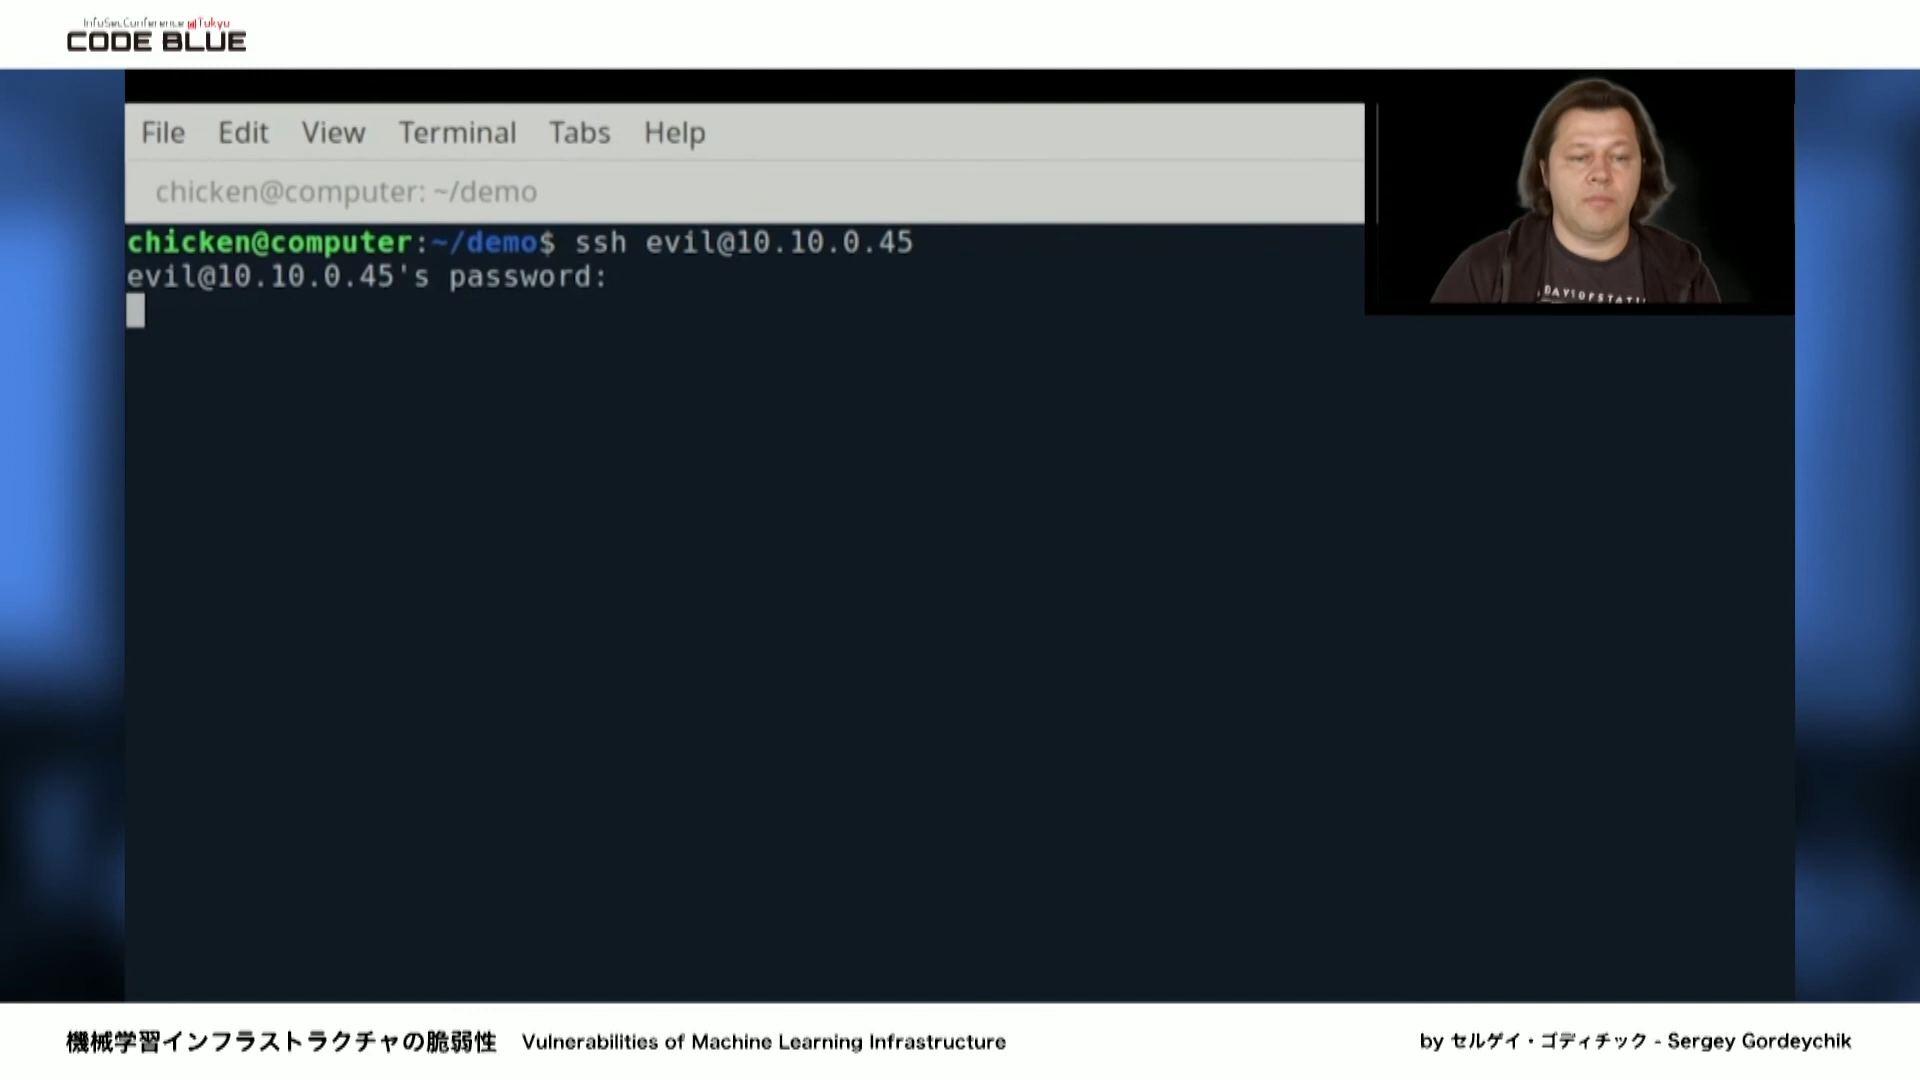 InfoSecConference @Tokyo
CODE BLUE
File Edit View Terminal Tabs Help
chicken@computer: ~/demo
chicken@computer:~/demo$ ssh evil@10.10.0.45
evil@10.10.0.45's password:
機械学習インフラストラクチャの脆弱性 Vulnerabilities of Machine Learning Infrastructure
by セルゲイ・ゴディチック - Sergey Gordeychik